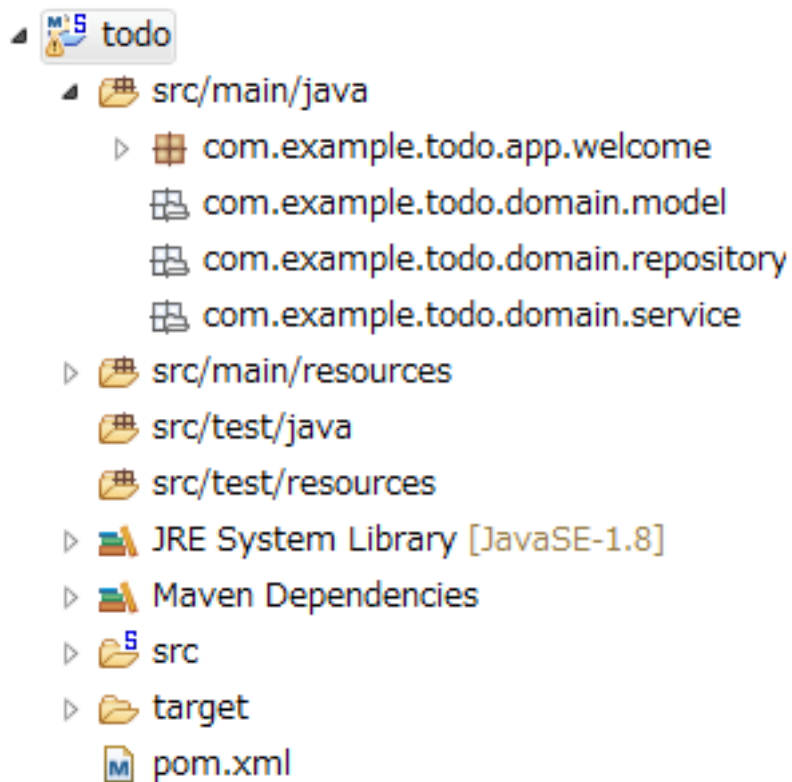 todo
src/main/java
com.example.todo.app.welcome
com.example.todo.domain.model
com.example.todo.domain.repository
com.example.todo.domain.service
src/main/resources
src/test/java
src/test/resources
JRE System Library [JavaSE-1.8]
Maven Dependencies
src
target
pom.xml